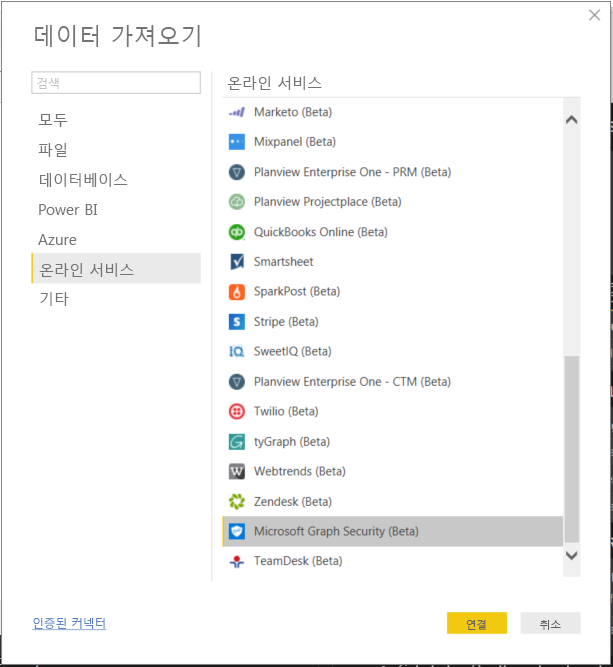 데이터 가져오기
검색
모두
파일
데이터베이스
Power BI
Azure
온라인 서비스
기타
온라인 서비스
Marketo (Beta)
Mixpanel (Beta)
Planview Enterprise One - PRM (Beta)
Planview Projectplace (Beta)
QuickBooks Online (Beta)
Smartsheet
SparkPost (Beta)
Stripe (Beta)
SweetIQ (Beta)
Planview Enterprise One - CTM (Beta)
Twilio (Beta)
tyGraph (Beta)
Webtrends (Beta)
Zendesk (Beta)
Microsoft Graph Security (Beta)
TeamDesk (Beta)
인증된 커넥터
연결
취소